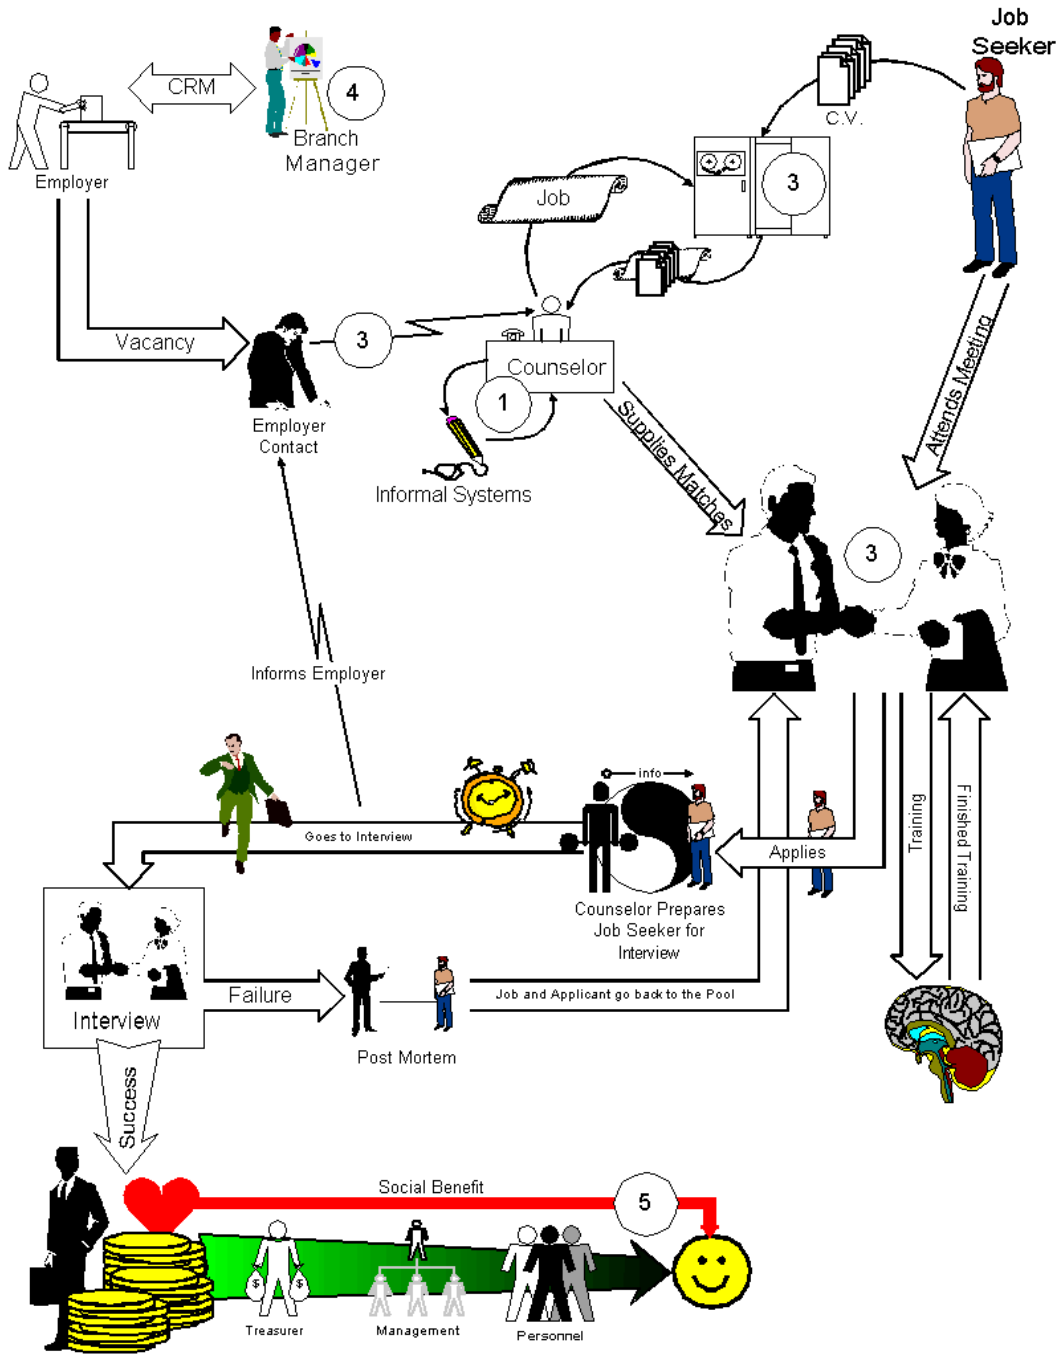 Job
Seeker
CRM
4
Branch
Manager
Employer
C.V.
3
Job
Vacancy
3
Counselor
1
Employer
Contact
Informal Systems
Supplies Matches
Attends Meeting
3
Informs Employer
info
Goes to Interview
Applies
Training
Finished Training
Counselor Prepares
Job Seeker for
Interview
Interview
Failure
Job and Applicant go back to the Pool
Post Mortem
Success
Social Benefit
5
$
$
Treasurer
Management
Personnel